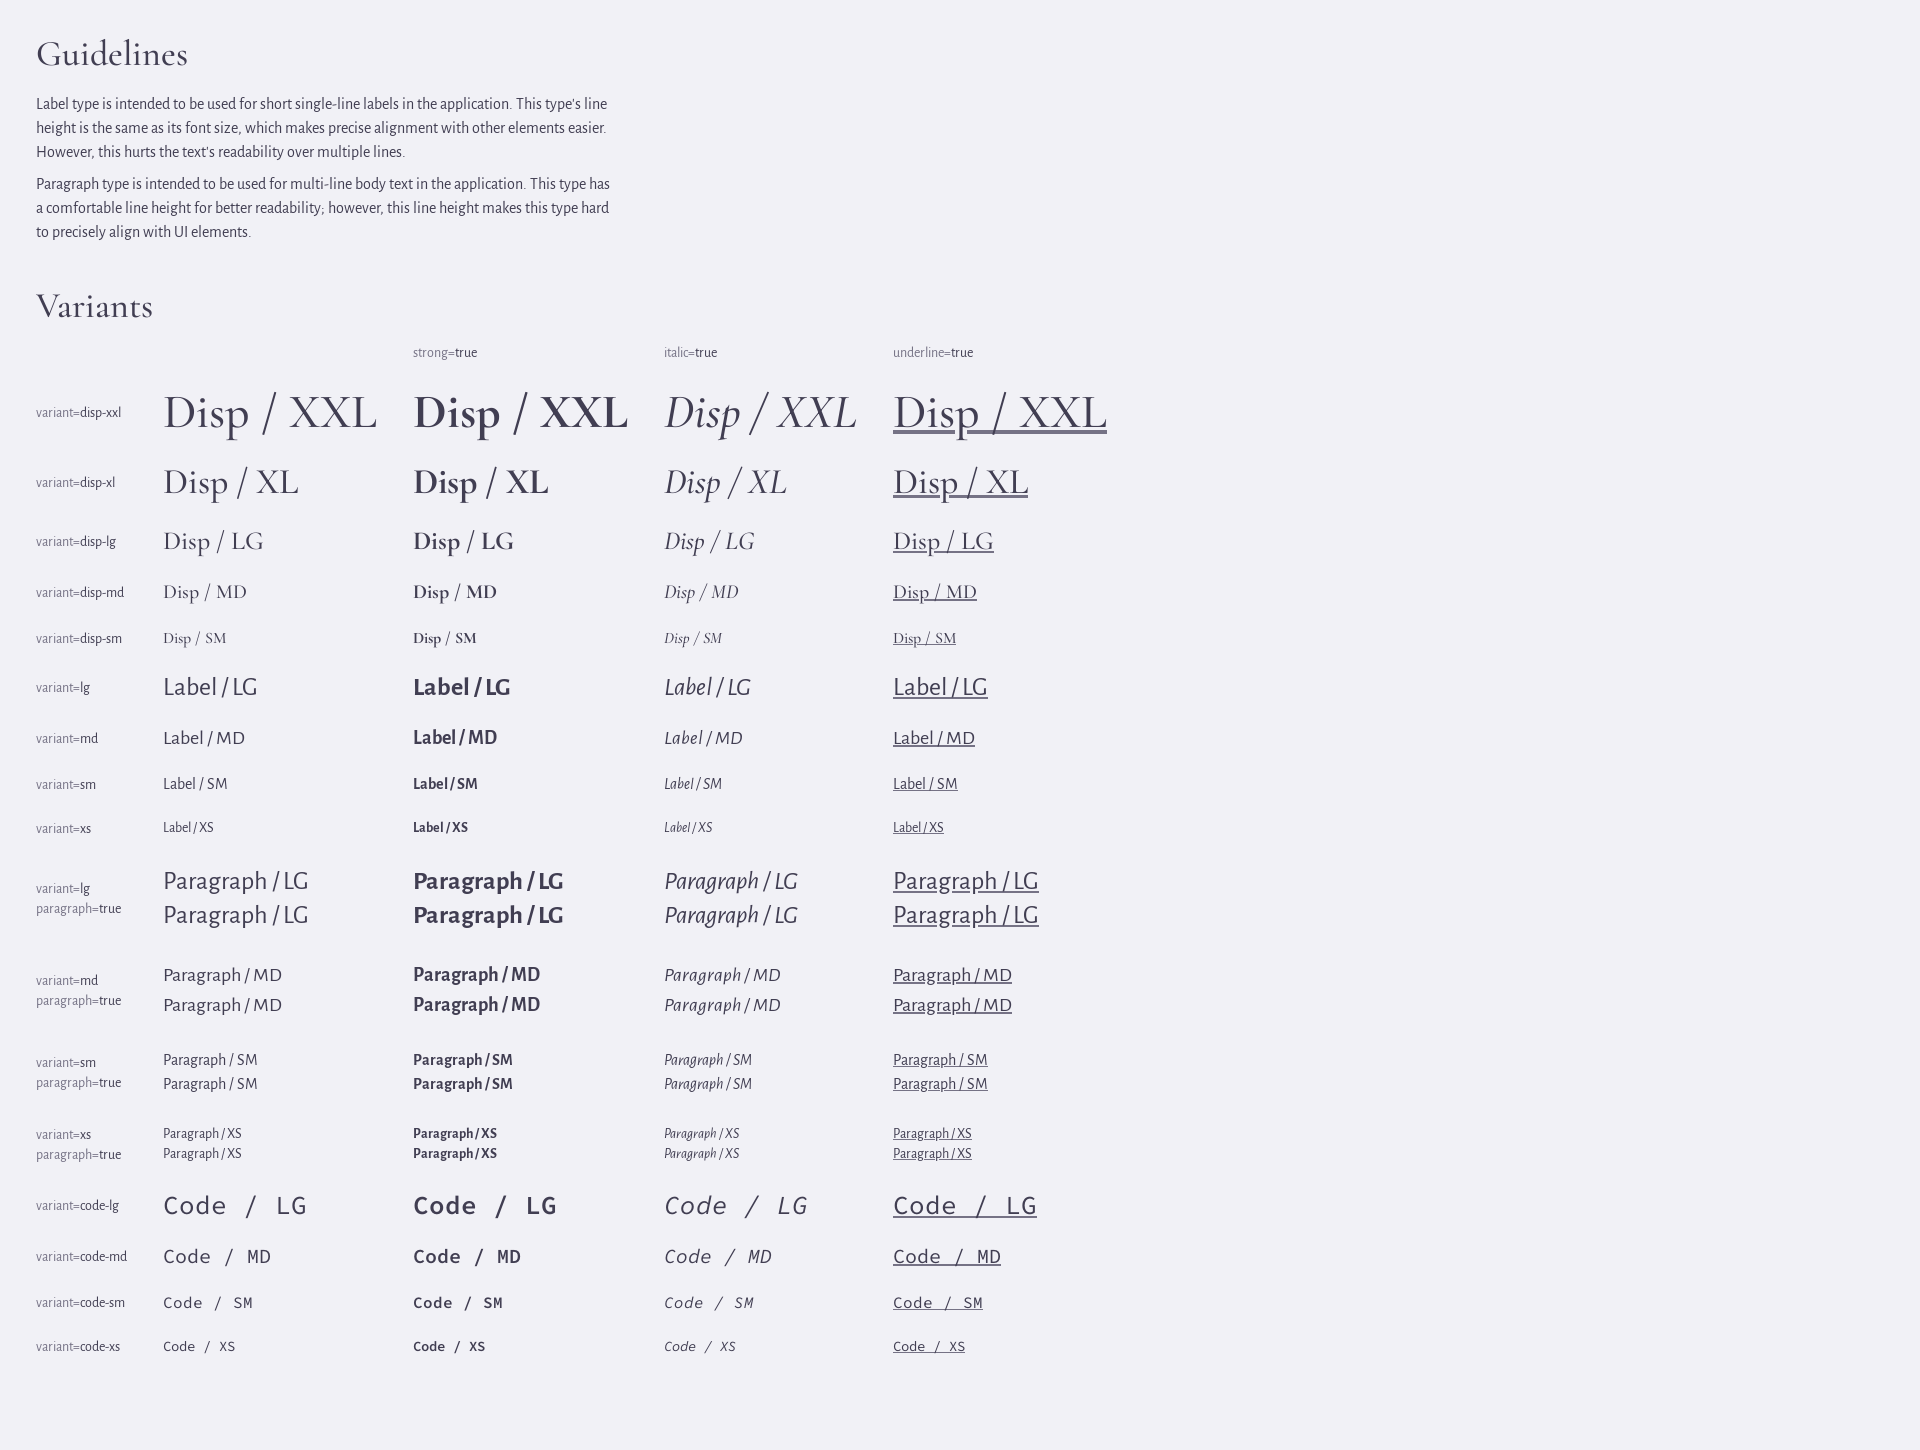 Guidelines
Label type is intended to be used for short single-line labels in the application. This type's line
height is the same as its font size, which makes precise alignment with other elements easier.
However, this hurts the text's readability over multiple lines.
Paragraph type is intended to be used for multi-line body text in the application. This type has
a comfortable line height for better readability; however, this line height makes this type hard
to precisely align with UI elements.
Variants
strong=true italic=true underline=true
variant=disp-xxl Disp / XXL Disp / XXL Disp / XXL Disp / XXL
variant=disp-xl Disp / XL Disp / XL Disp / XL Disp / XL
variant=disp-lg Disp / LG Disp / LG Disp / LG Disp / LG
variant=disp-md Disp / MD Disp / MD Disp / MD Disp / MD
variant=disp-sm Disp / SM Disp / SM Disp / SM Disp / SM
variant=lg Label / LG Label / LG Label / LG Label / LG
variant=md Label / MD Label / MD Label / MD Label / MD
variant=sm Label / SM Label / SM Label / SM Label / SM
variant=xs Label / XS Label / XS Label / XS Label / XS
variant=lg Paragraph / LG Paragraph / LG Paragraph / LG Paragraph / LG
paragraph=true Paragraph / LG Paragraph / LG Paragraph / LG Paragraph / LG
variant=md Paragraph / MD Paragraph / MD Paragraph / MD Paragraph / MD
paragraph=true Paragraph / MD Paragraph / MD Paragraph / MD Paragraph / MD
variant=sm Paragraph / SM Paragraph / SM Paragraph / SM Paragraph / SM
paragraph=true Paragraph / SM Paragraph / SM Paragraph / SM Paragraph / SM
variant=xs Paragraph / XS Paragraph / XS Paragraph / XS Paragraph / XS
paragraph=true Paragraph / XS Paragraph / XS Paragraph / XS Paragraph / XS
variant=code-lg Code / LG Code / LG Code / LG Code / LG
variant=code-md Code / MD Code / MD Code / MD Code / MD
variant=code-sm Code / SM Code / SM Code / SM Code / SM
variant=code-xs Code / XS Code / XS Code / XS Code / XS